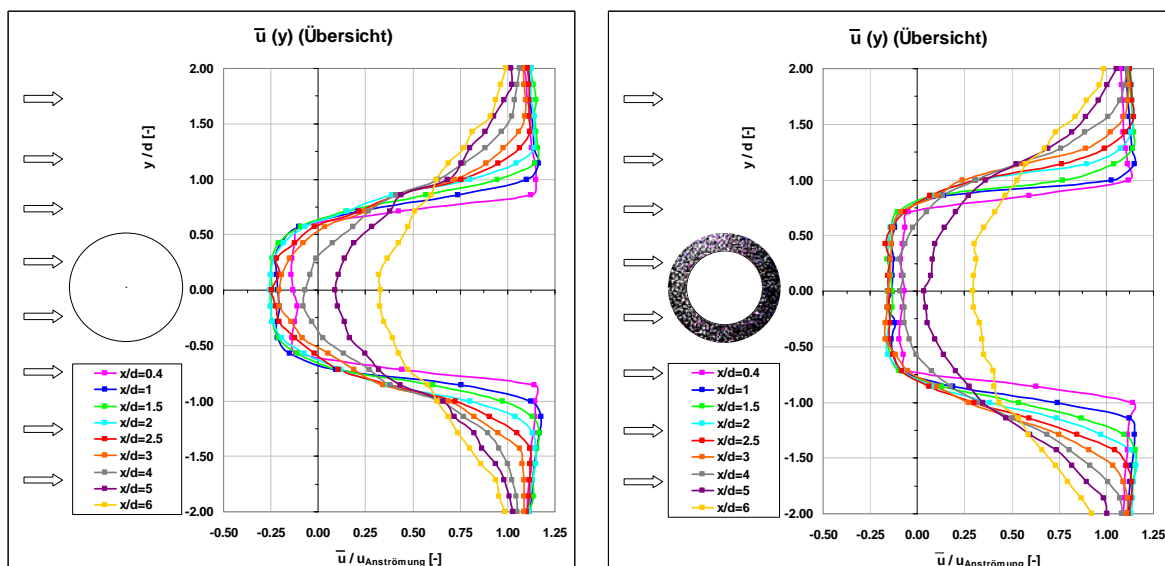 u̅ (y) (Übersicht)
2.00
1.50
1.00
0.50
0.00
-0.50
-1.00
-1.50
-2.00
y / d [-]
-0.50 -0.25 0.00 0.25 0.50 0.75 1.00 1.25
u̅ / uAnströmung [-]
x/d=0.4
x/d=1
x/d=1.5
x/d=2
x/d=2.5
x/d=3
x/d=4
x/d=5
x/d=6
u̅ (y) (Übersicht)
2.00
1.50
1.00
0.50
0.00
-0.50
-1.00
-1.50
-2.00
y / d [-]
-0.50 -0.25 0.00 0.25 0.50 0.75 1.00 1.25
u̅ / uAnströmung [-]
x/d=0.4
x/d=1
x/d=1.5
x/d=2
x/d=2.5
x/d=3
x/d=4
x/d=5
x/d=6